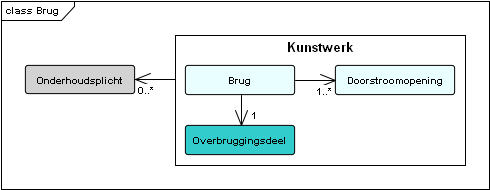 class Brug
Kunstwerk
Onderhoudsplicht
Brug
Doorstroomopening
0..*
1..*
1
Overbruggingsdeel